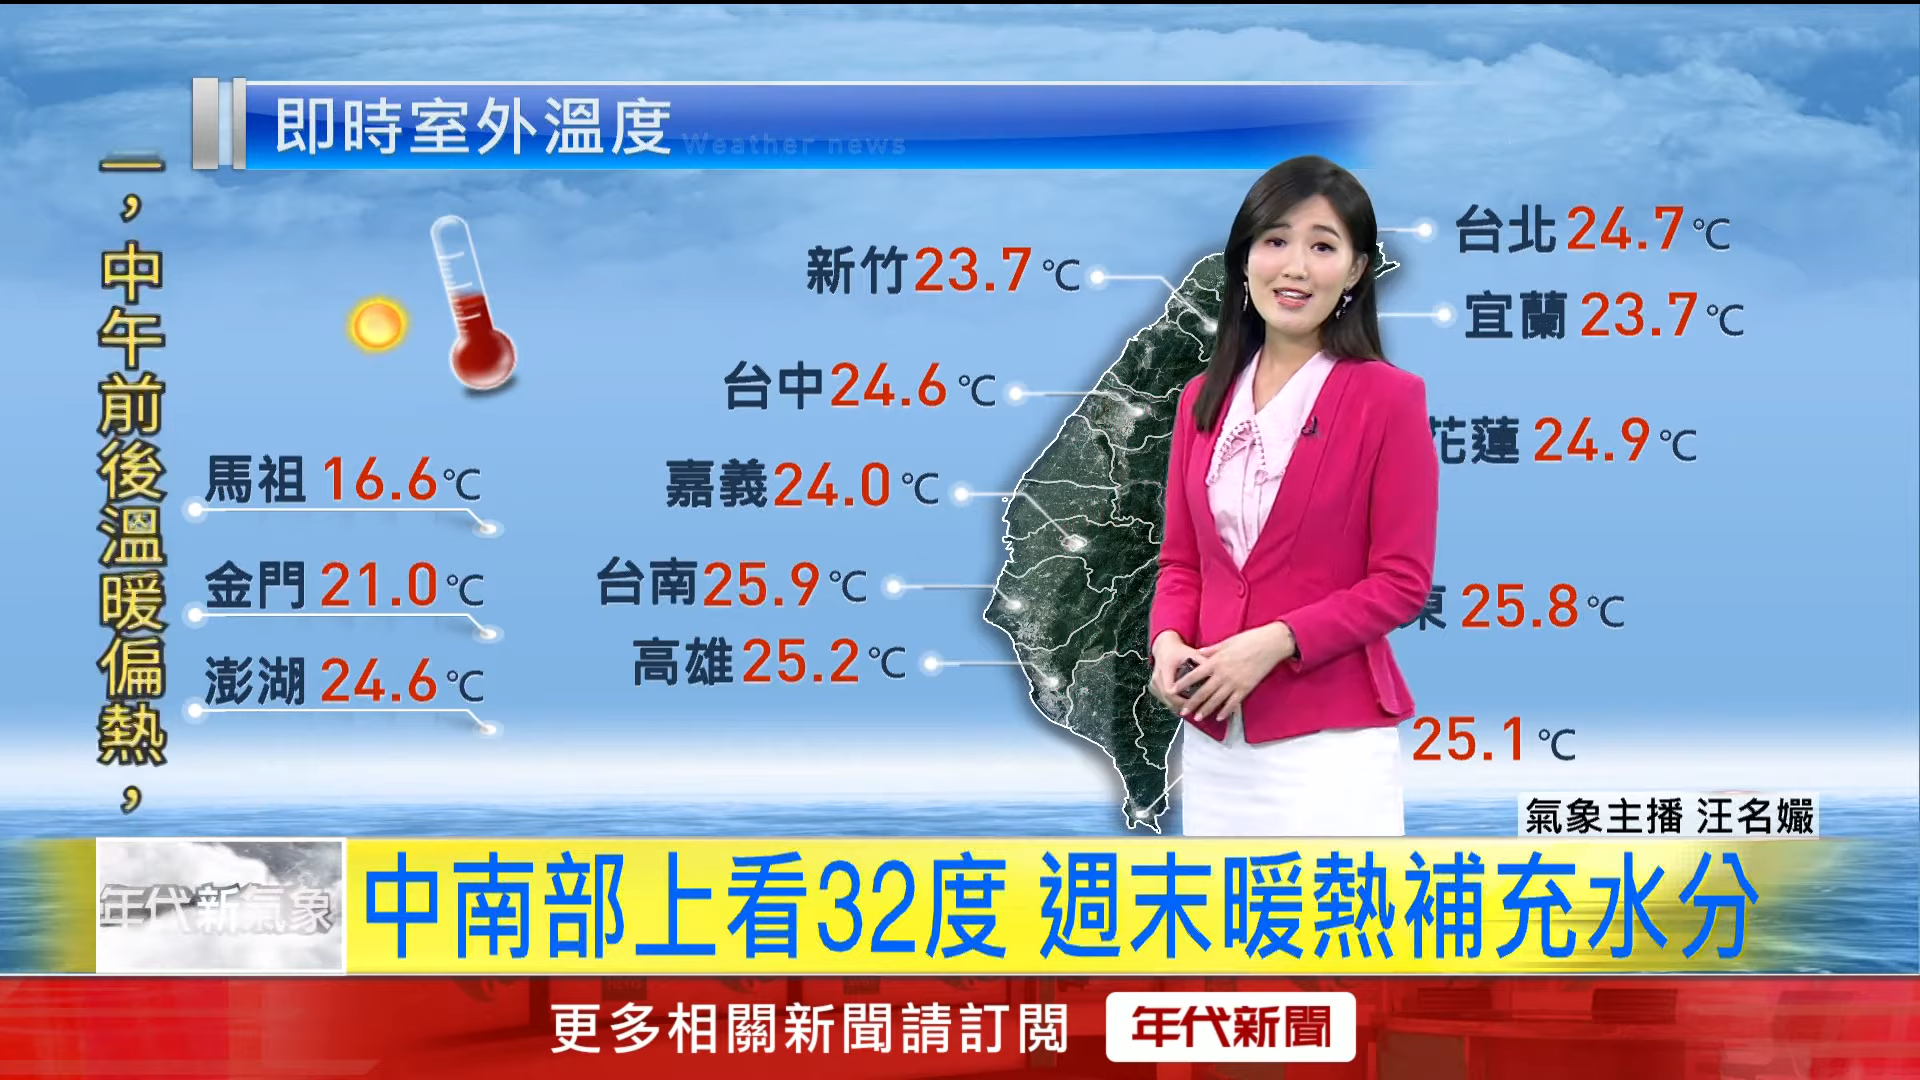 即時室外溫度
Weather news
一，中午前後溫暖偏熱，
新竹23.7℃
台北24.7℃
宜蘭23.7℃
台中24.6℃
花蓮24.9℃
馬祖16.6℃
嘉義24.0℃
金門21.0℃
台南25.9℃
東25.8℃
澎湖24.6℃
高雄25.2℃
25.1℃
氣象主播 汪名孍
年代新氣象
中南部上看32度 週末暖熱補充水分
更多相關新聞請訂閱 年代新聞